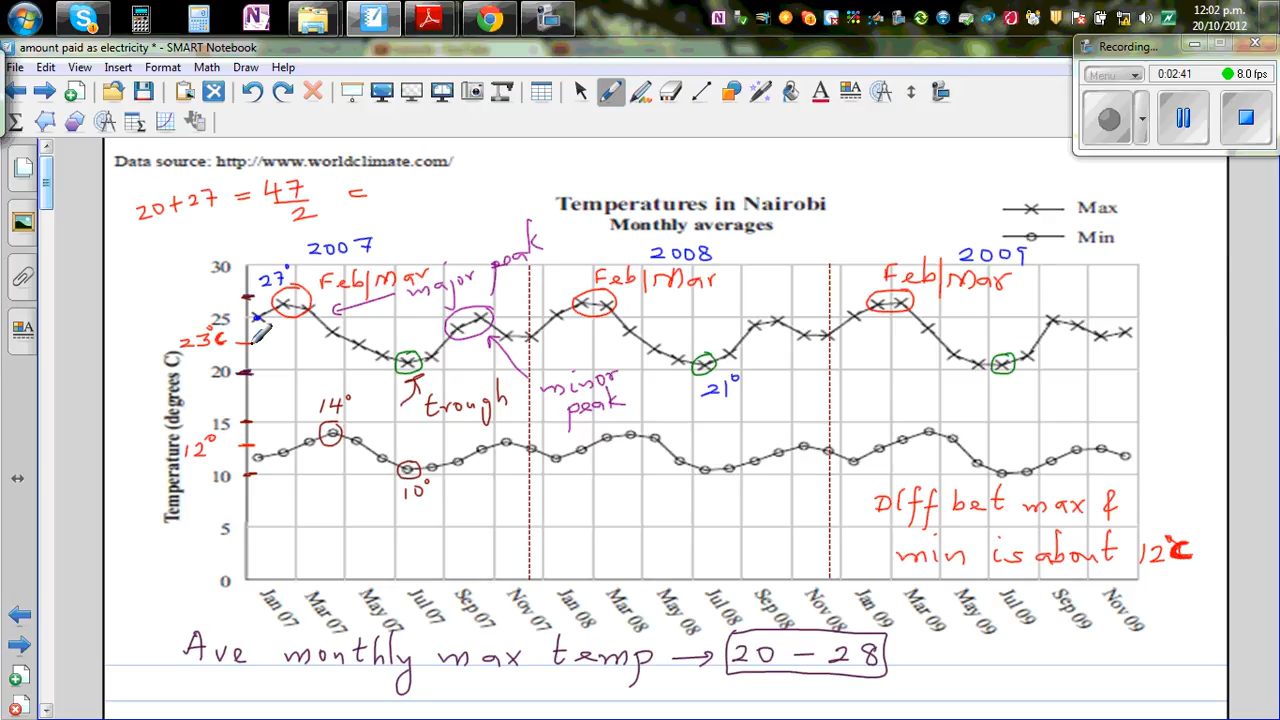 12:02 p.m.
20/10/2012
amount paid as electricity * - SMART Notebook
Recording...
File Edit View Insert Format Math Draw Help
Menu 0:02:41 8.0 fps
Data source: http://www.worldclimate.com/
20+27 = 47/2 =
Temperatures in Nairobi
Monthly averages
Max
Min
2007 major peak 2008 2009
27° Feb/Mar Feb/Mar Feb/Mar
30
25
23°C
20
15
10
5
0
Temperature (degrees C)
minor peak
21°
trough
14°
12°
10°
Diff bet max &
min is about 12°C
Jan 07 Mar 07 May 07 Jul 07 Sep 07 Nov 07 Jan 08 Mar 08 May 08 Jul 08 Sep 08 Nov 08 Jan 09 Mar 09 May 09 Jul 09 Sep 09 Nov 09
Ave monthly max temp → 20 - 28